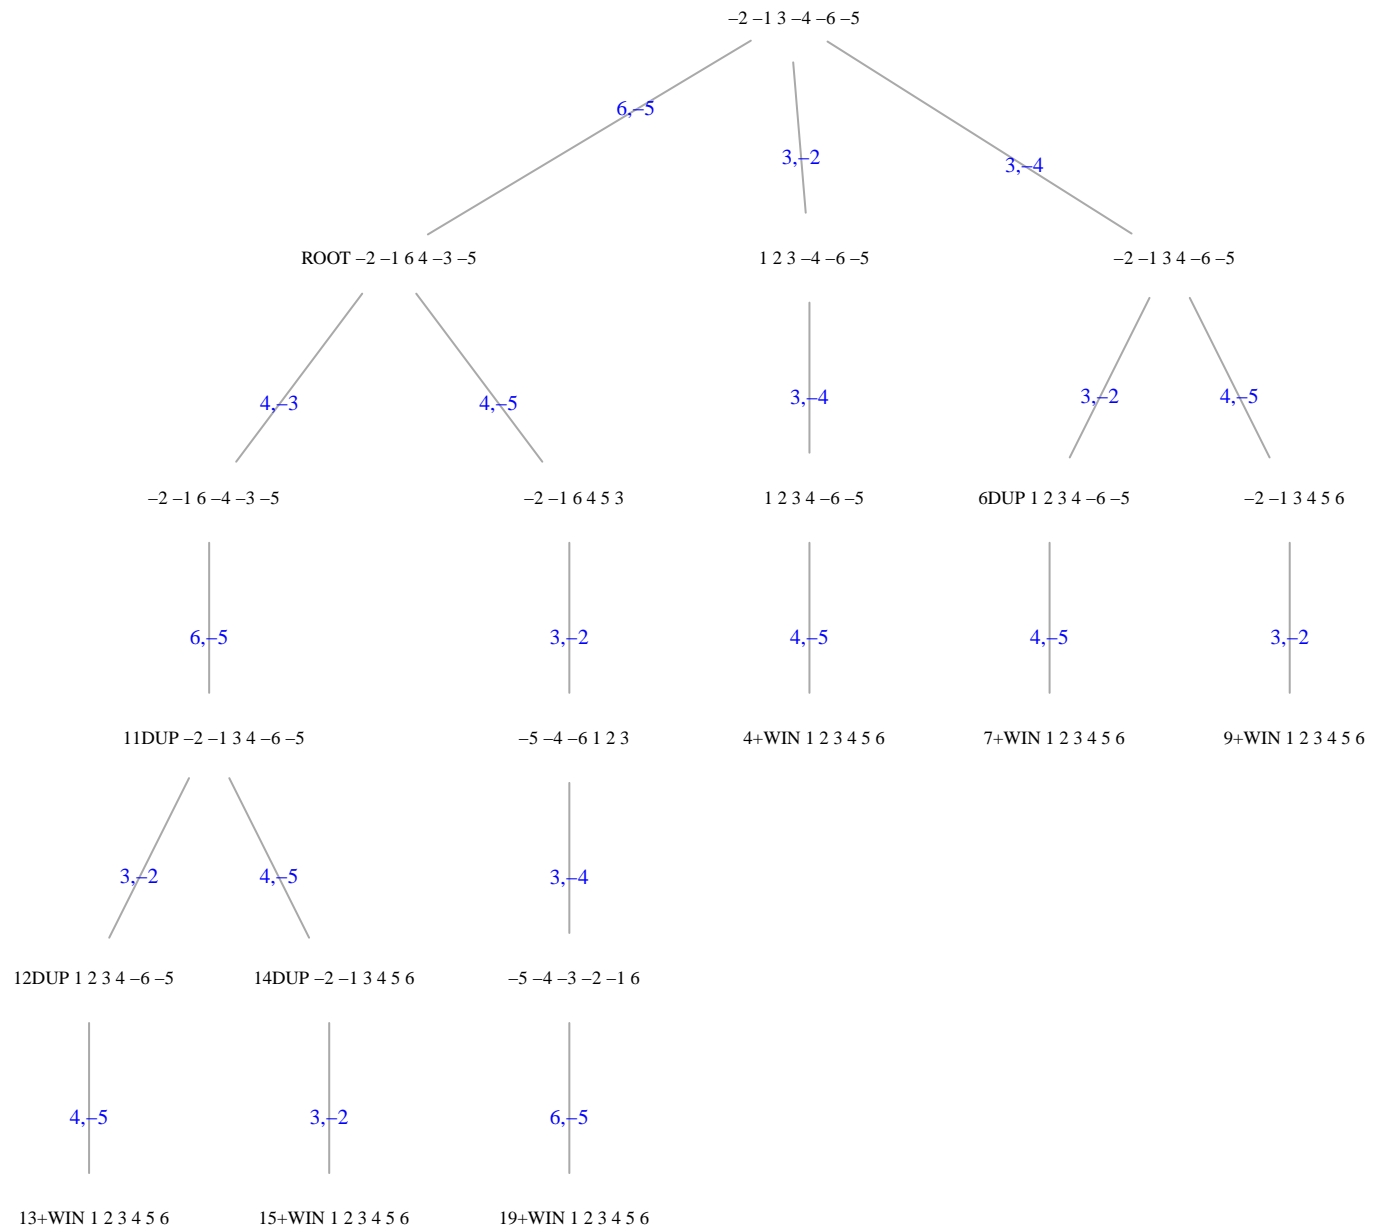 –2 –1 3 –4 –6 –5
6,–5
3,–2
3,–4
ROOT –2 –1 6 4 –3 –5
1 2 3 –4 –6 –5
–2 –1 3 4 –6 –5
4,–3
4,–5
3,–4
3,–2
4,–5
–2 –1 6 –4 –3 –5
–2 –1 6 4 5 3
1 2 3 4 –6 –5
6DUP 1 2 3 4 –6 –5
–2 –1 3 4 5 6
6,–5
3,–2
4,–5
4,–5
3,–2
11DUP –2 –1 3 4 –6 –5
–5 –4 –6 1 2 3
4+WIN 1 2 3 4 5 6
7+WIN 1 2 3 4 5 6
9+WIN 1 2 3 4 5 6
3,–2
4,–5
3,–4
12DUP 1 2 3 4 –6 –5
14DUP –2 –1 3 4 5 6
–5 –4 –3 –2 –1 6
4,–5
3,–2
6,–5
13+WIN 1 2 3 4 5 6
15+WIN 1 2 3 4 5 6
19+WIN 1 2 3 4 5 6